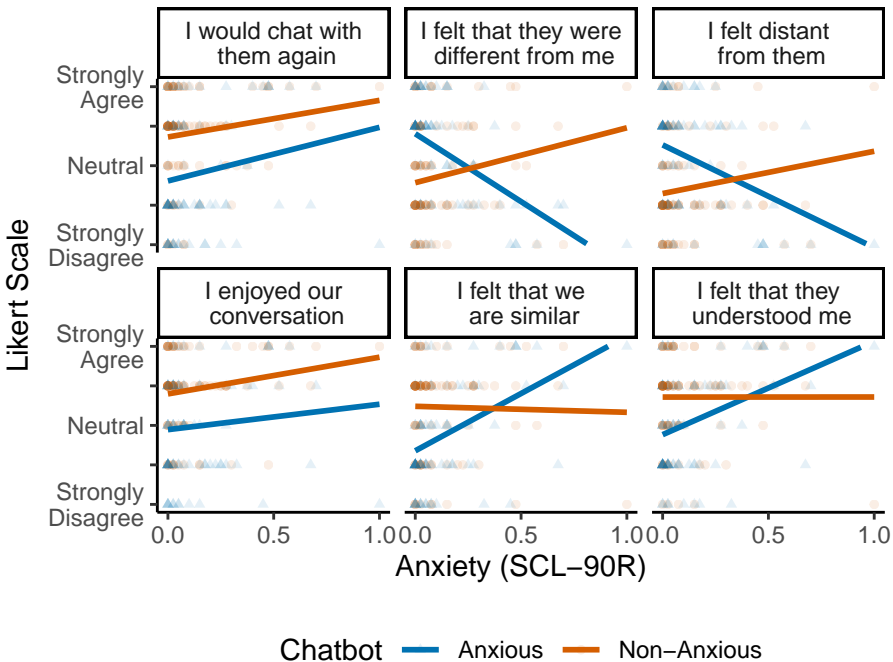 I would chat with
them again
I felt that they were
different from me
I felt distant
from them
Strongly
Agree
Neutral
Strongly
Disagree
I enjoyed our
conversation
I felt that we
are similar
I felt that they
understood me
Strongly
Agree
Neutral
Strongly
Disagree
Likert Scale
0.0 0.5 1.0 0.0 0.5 1.0 0.0 0.5 1.0
Anxiety (SCL−90R)
Chatbot Anxious Non−Anxious